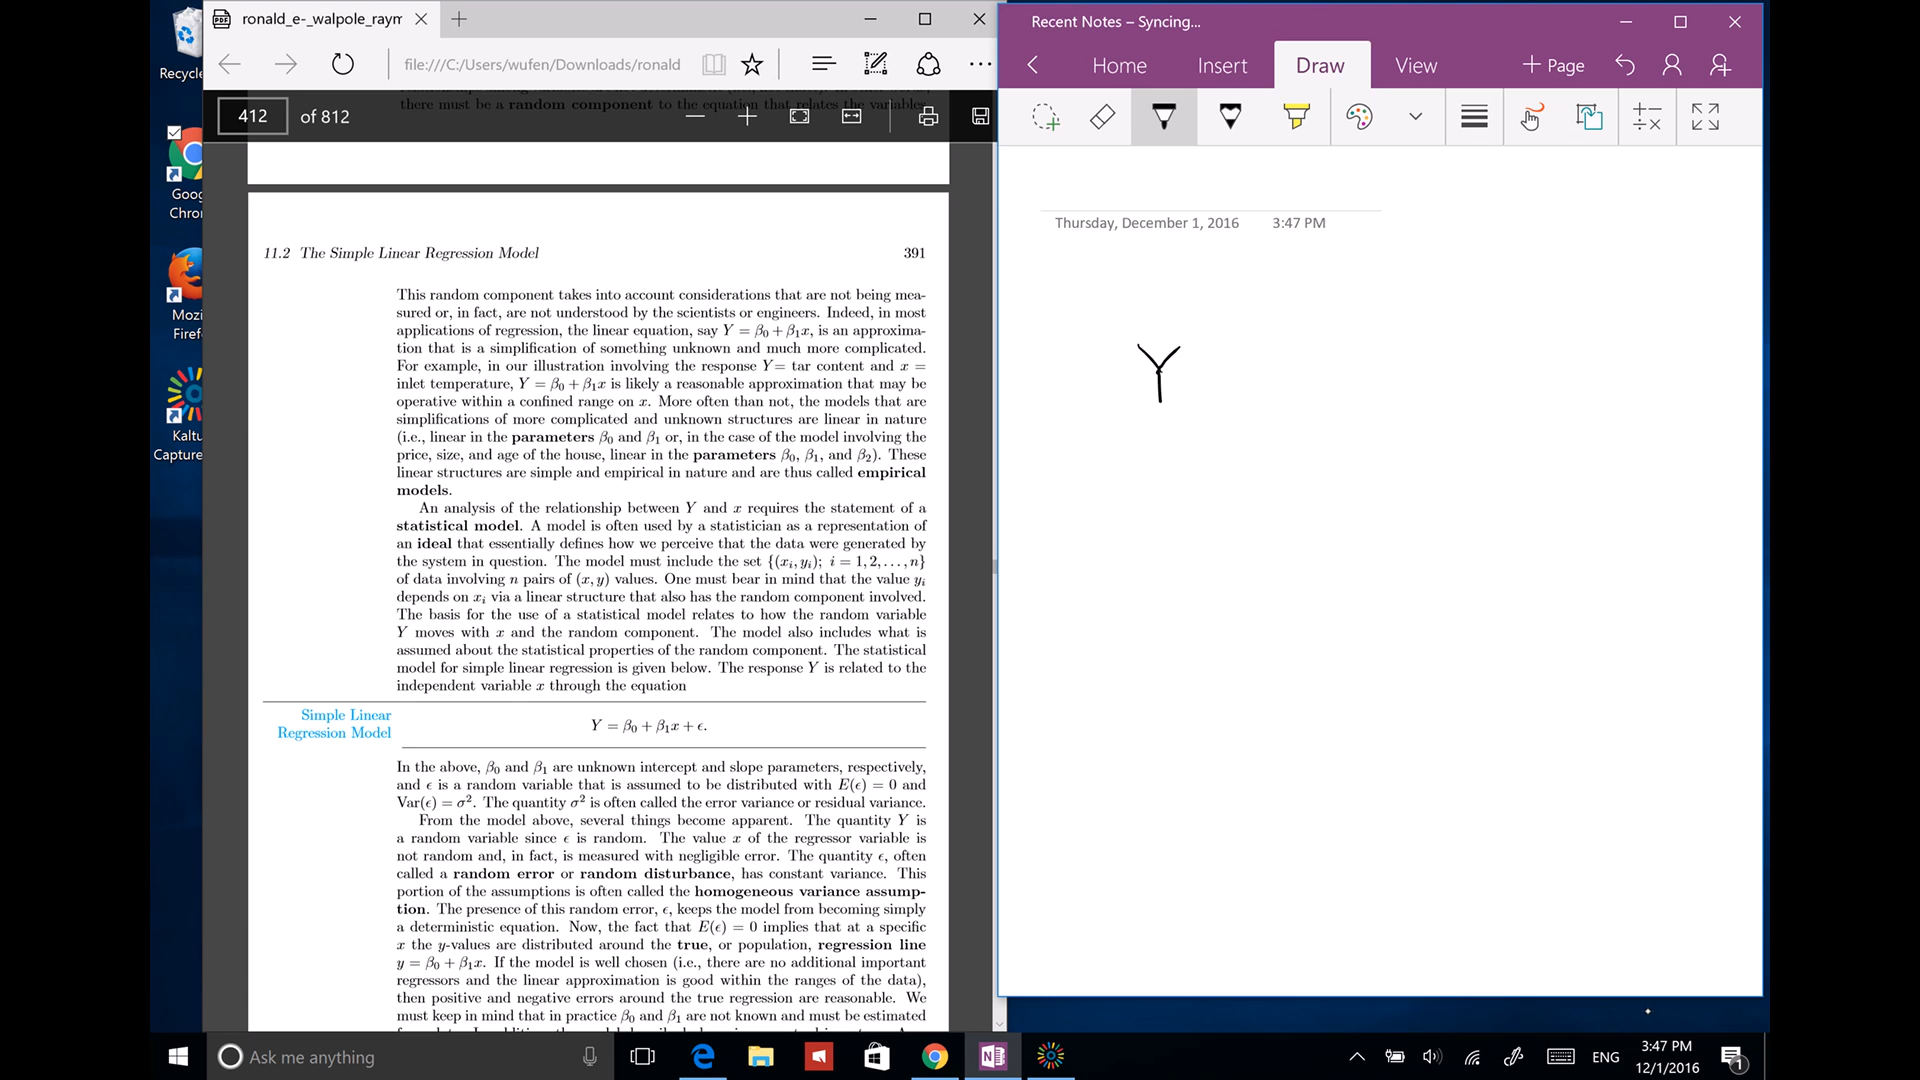 Recycle
Goog
Chrom
Mozi
Firef
Kaltu
Capture
PDF
ronald_e-_walpole_raym
file:///C:/Users/wufen/Downloads/ronald
there must be a random component to the equation that relates the variables
412 of 812
11.2 The Simple Linear Regression Model 391
This random component takes into account considerations that are not being mea-
sured or, in fact, are not understood by the scientists or engineers. Indeed, in most
applications of regression, the linear equation, say Y = β₀ + β₁x, is an approxima-
tion that is a simplification of something unknown and much more complicated.
For example, in our illustration involving the response Y= tar content and x =
inlet temperature, Y = β₀ + β₁x is likely a reasonable approximation that may be
operative within a confined range on x. More often than not, the models that are
simplifications of more complicated and unknown structures are linear in nature
(i.e., linear in the parameters β₀ and β₁ or, in the case of the model involving the
price, size, and age of the house, linear in the parameters β₀, β₁, and β₂). These
linear structures are simple and empirical in nature and are thus called empirical
models.
An analysis of the relationship between Y and x requires the statement of a
statistical model. A model is often used by a statistician as a representation of
an ideal that essentially defines how we perceive that the data were generated by
the system in question. The model must include the set {(xᵢ, yᵢ); i = 1, 2, . . . , n}
of data involving n pairs of (x, y) values. One must bear in mind that the value yᵢ
depends on xᵢ via a linear structure that also has the random component involved.
The basis for the use of a statistical model relates to how the random variable
Y moves with x and the random component. The model also includes what is
assumed about the statistical properties of the random component. The statistical
model for simple linear regression is given below. The response Y is related to the
independent variable x through the equation
Simple Linear
Regression Model
Y = β₀ + β₁x + ϵ.
In the above, β₀ and β₁ are unknown intercept and slope parameters, respectively,
and ϵ is a random variable that is assumed to be distributed with E(ϵ) = 0 and
Var(ϵ) = σ². The quantity σ² is often called the error variance or residual variance.
From the model above, several things become apparent. The quantity Y is
a random variable since ϵ is random. The value x of the regressor variable is
not random and, in fact, is measured with negligible error. The quantity ϵ, often
called a random error or random disturbance, has constant variance. This
portion of the assumptions is often called the homogeneous variance assump-
tion. The presence of this random error, ϵ, keeps the model from becoming simply
a deterministic equation. Now, the fact that E(ϵ) = 0 implies that at a specific
x the y-values are distributed around the true, or population, regression line
y = β₀ + β₁x. If the model is well chosen (i.e., there are no additional important
regressors and the linear approximation is good within the ranges of the data),
then positive and negative errors around the true regression are reasonable. We
must keep in mind that in practice β₀ and β₁ are not known and must be estimated
Recent Notes – Syncing...
Home Insert Draw View + Page
Thursday, December 1, 2016 3:47 PM
Y
Ask me anything
ENG
3:47 PM
12/1/2016
1